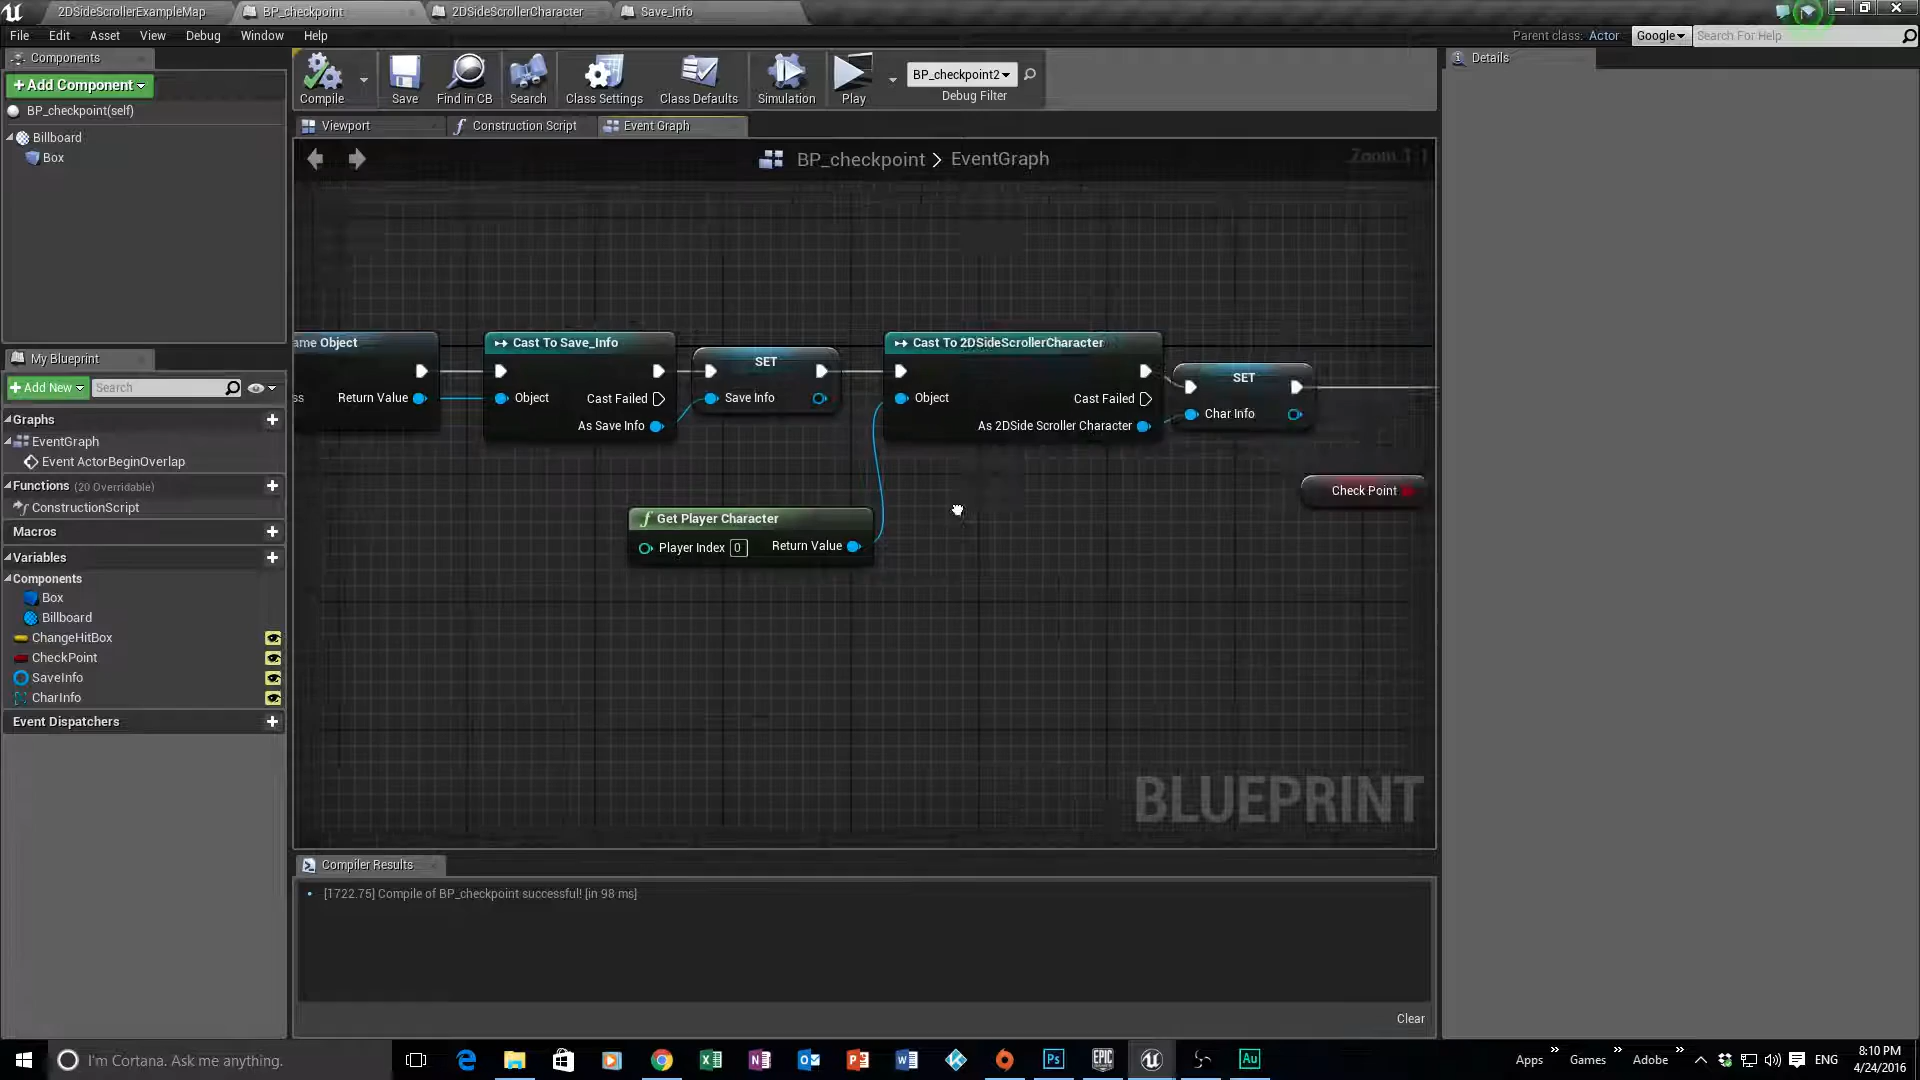 2DSideScrollerExampleMap
BP_checkpoint
2DSideScrollerCharacter
Save_Info
File Edit Asset View Debug Window Help
Parent class: Actor
Google
Search For Help
Components
Add Component
BP_checkpoint(self)
Billboard
Box
Compile
Save
Find in CB
Search
Class Settings
Class Defaults
Simulation
Play
BP_checkpoint2
Debug Filter
Details
Viewport
Construction Script
Event Graph
BP_checkpoint > EventGraph
Zoom 1:1
ame Object
ss
Return Value
Cast To Save_Info
Object
Cast Failed
As Save Info
SET
Save Info
Cast To 2DSideScrollerCharacter
Object
Cast Failed
As 2DSide Scroller Character
SET
Char Info
Check Point
Get Player Character
Player Index 0
Return Value
BLUEPRINT
My Blueprint
Add New
Search
Graphs
EventGraph
Event ActorBeginOverlap
Functions (20 Overridable)
ConstructionScript
Macros
Variables
Components
Box
Billboard
ChangeHitBox
CheckPoint
SaveInfo
CharInfo
Event Dispatchers
Compiler Results
[1722.75] Compile of BP_checkpoint successful! [in 98 ms]
Clear
I'm Cortana. Ask me anything.
Apps
Games
Adobe
ENG
8:10 PM
4/24/2016